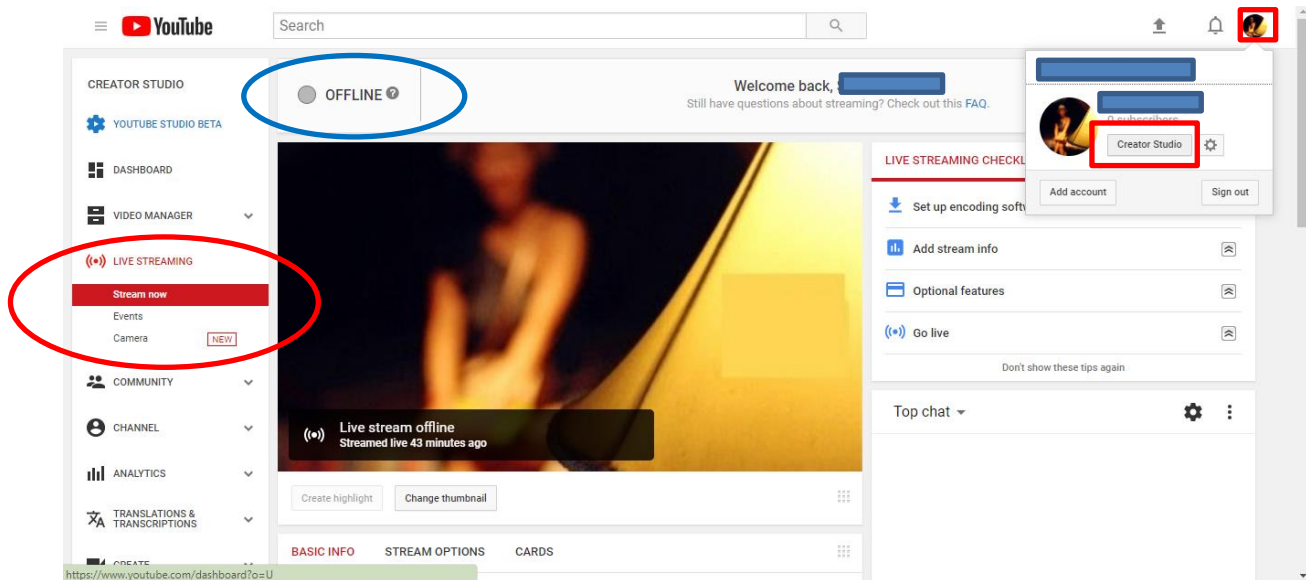 YouTube
Search
CREATOR STUDIO
YOUTUBE STUDIO BETA
DASHBOARD
VIDEO MANAGER
LIVE STREAMING
Stream now
Events
Camera NEW
COMMUNITY
CHANNEL
ANALYTICS
TRANSLATIONS &
TRANSCRIPTIONS
CREATE
https://www.youtube.com/dashboard?o=U
OFFLINE ?
Welcome back,
Still have questions about streaming? Check out this FAQ.
Live stream offline
Streamed live 43 minutes ago
Create highlight Change thumbnail
BASIC INFO STREAM OPTIONS CARDS
0 subscribers
Creator Studio
Add account Sign out
LIVE STREAMING CHECKL
Set up encoding softw
Add stream info
Optional features
Go live
Don't show these tips again
Top chat